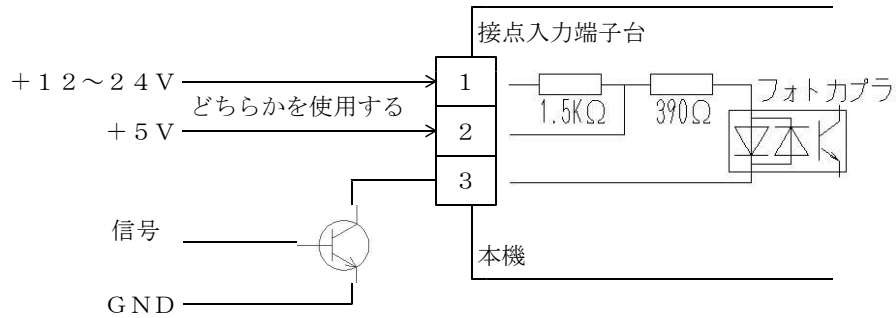 接点入力端子台
+12~24V
1
1.5KΩ
390Ω
フォトカプラ
どちらかを使用する
+5V
2
3
信号
本機
GND